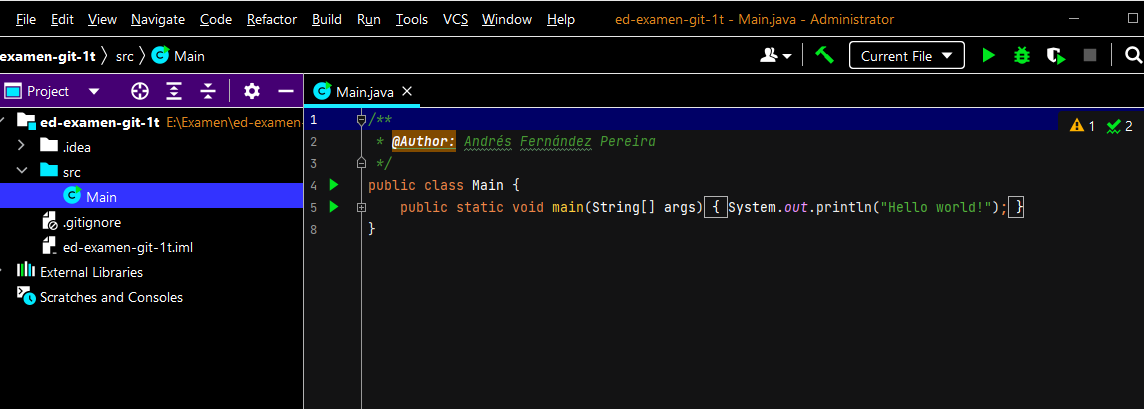 File Edit View Navigate Code Refactor Build Run Tools VCS Window Help ed-examen-git-1t - Main.java - Administrator
examen-git-1t src Main Current File
Project
Main.java
ed-examen-git-1t E:\Examen\ed-examen-
.idea
src
Main
.gitignore
ed-examen-git-1t.iml
External Libraries
Scratches and Consoles
1 /**
2 * @Author: Andrés Fernández Pereira
3 */
4 public class Main {
5 public static void main(String[] args) { System.out.println("Hello world!"); }
8 }
1 2